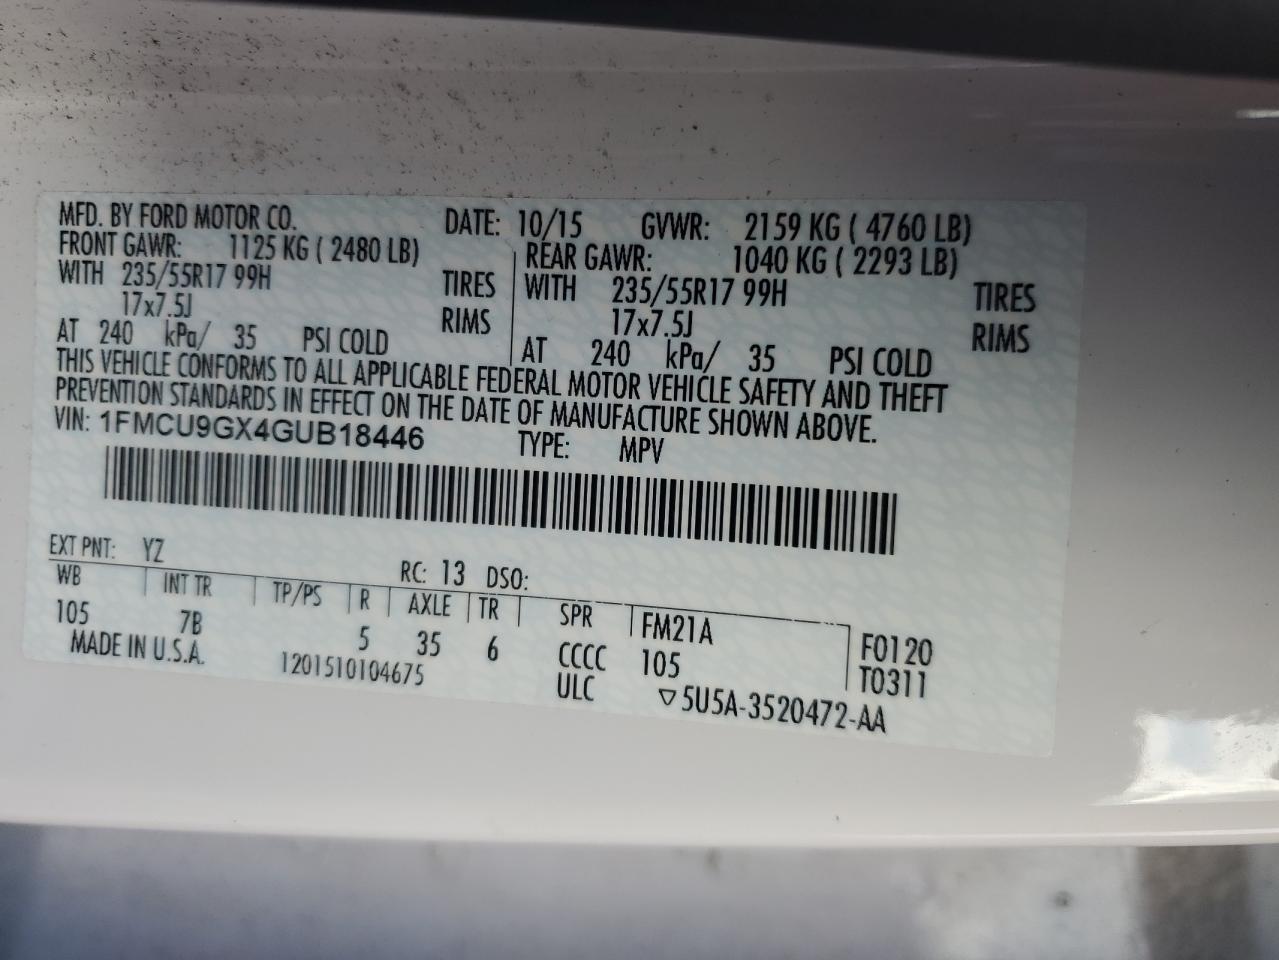 MFD. BY FORD MOTOR CO. DATE: 10/15 GVWR: 2159 KG ( 4760 LB)
FRONT GAWR: 1125 KG ( 2480 LB) REAR GAWR: 1040 KG ( 2293 LB)
WITH 235/55R17 99H TIRES WITH 235/55R17 99H TIRES
17x7.5J RIMS 17x7.5J RIMS
AT 240 kPa/ 35 PSI COLD AT 240 kPa/ 35 PSI COLD
THIS VEHICLE CONFORMS TO ALL APPLICABLE FEDERAL MOTOR VEHICLE SAFETY AND THEFT
PREVENTION STANDARDS IN EFFECT ON THE DATE OF MANUFACTURE SHOWN ABOVE.
VIN: 1FMCU9GX4GUB18446 TYPE: MPV
EXT PNT: YZ RC: 13 DSO:
WB INT TR TP/PS R AXLE TR SPR FM21A F0120
105 7B 5 35 6 CCCC 105 T0311
MADE IN U.S.A. 1201510104675 ULC ▽5U5A-3520472-AA